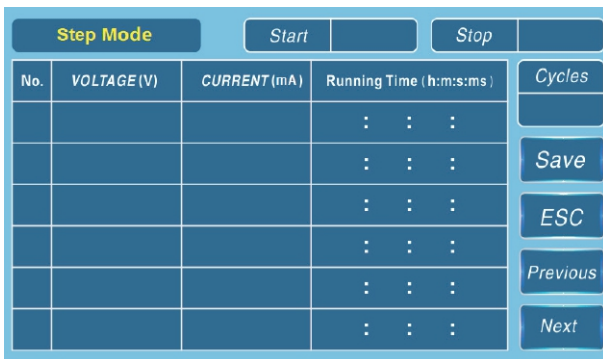 Step Mode Start Stop
No. VOLTAGE(V) CURRENT(mA) Running Time (h:m:s:ms) Cycles
: : :
: : :
Save
: : :
ESC
: : :
: : :
Previous
: : :
Next